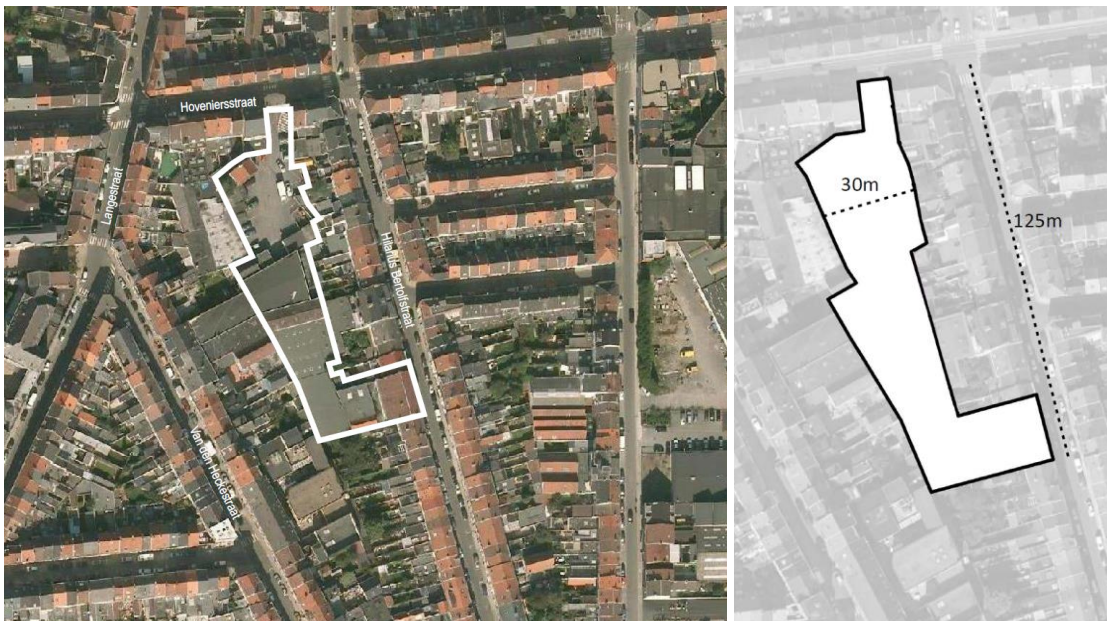 Hoveniersstraat
Langestraat
Hilarius Bertolfstraat
Van den Heckestraat
30m
125m